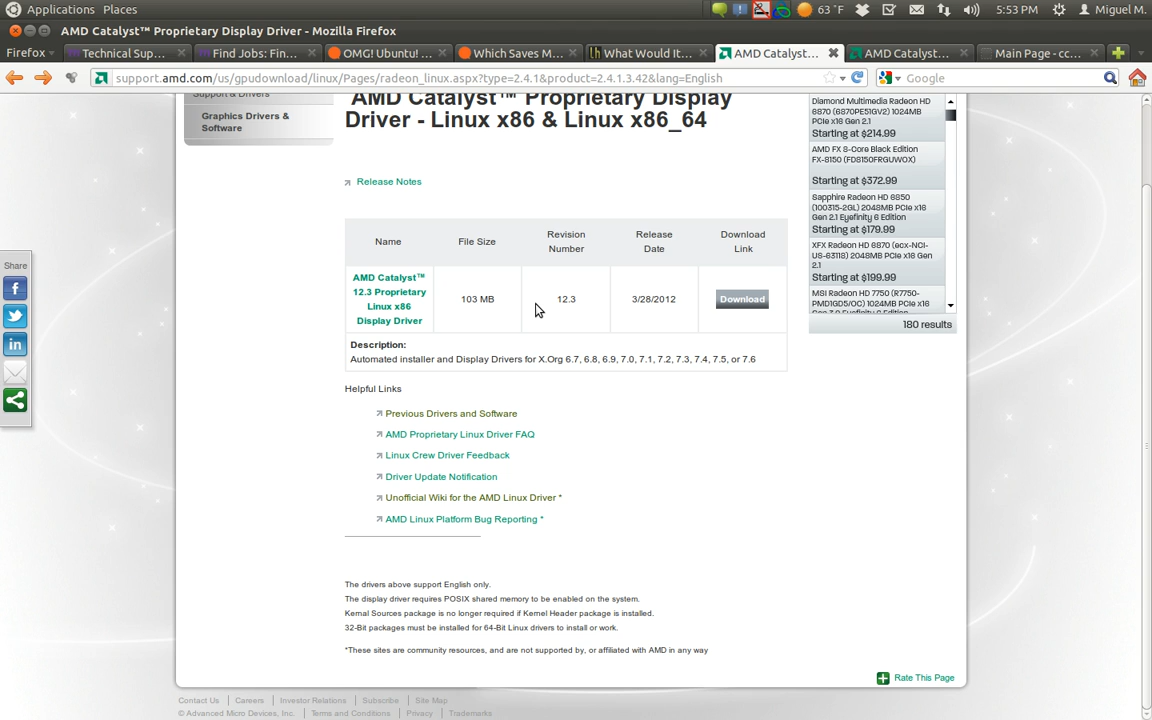 Applications Places
63 °F
5:53 PM
Miguel M.
AMD Catalyst™ Proprietary Display Driver - Mozilla Firefox
Firefox
Technical Sup...
Find Jobs: Fin...
OMG! Ubuntu! ...
Which Saves M...
What Would It...
AMD Catalyst...
AMD Catalyst...
Main Page - cc...
support.amd.com/us/gpudownload/linux/Pages/radeon_linux.aspx?type=2.4.1&product=2.4.1.3.42&lang=English
Google
Support & Drivers
Graphics Drivers &
Software
AMD Catalyst™ Proprietary Display
Driver - Linux x86 & Linux x86_64
Release Notes
Name
File Size
Revision
Number
Release
Date
Download
Link
AMD Catalyst™
12.3 Proprietary
Linux x86
Display Driver
103 MB
12.3
3/28/2012
Download
Description:
Automated installer and Display Drivers for X.Org 6.7, 6.8, 6.9, 7.0, 7.1, 7.2, 7.3, 7.4, 7.5, or 7.6
Helpful Links
Previous Drivers and Software
AMD Proprietary Linux Driver FAQ
Linux Crew Driver Feedback
Driver Update Notification
Unofficial Wiki for the AMD Linux Driver *
AMD Linux Platform Bug Reporting *
The drivers above support English only.
The display driver requires POSIX shared memory to be enabled on the system.
Kernal Sources package is no longer required if Kernel Header package is installed.
32-Bit packages must be installed for 64-Bit Linux drivers to install or work.
*These sites are community resources, and are not supported by, or affiliated with AMD in any way
Rate This Page
Diamond Multimedia Radeon HD
6870 (6870PE51GV2) 1024MB
PCIe x16 Gen 2.1
Starting at $214.99
AMD FX 8-Core Black Edition
FX-8150 (FD8150FRGUWOX)
Starting at $372.99
Sapphire Radeon HD 6850
(100315-2GL) 2048MB PCIe x16
Gen 2.1 Eyefinity 6 Edition
Starting at $179.99
XFX Radeon HD 6870 (ecx-NCI-
US-63118) 2048MB PCIe x16 Gen
2.1
Starting at $199.99
MSI Radeon HD 7750 (R7750-
PMD1GD5/OC) 1024MB PCIe x16
Gen 3.0 Eyefinity 6 Edition
180 results
Share
Contact Us
Careers
Investor Relations
Subscribe
Site Map
© Advanced Micro Devices, Inc.
Terms and Conditions
Privacy
Trademarks